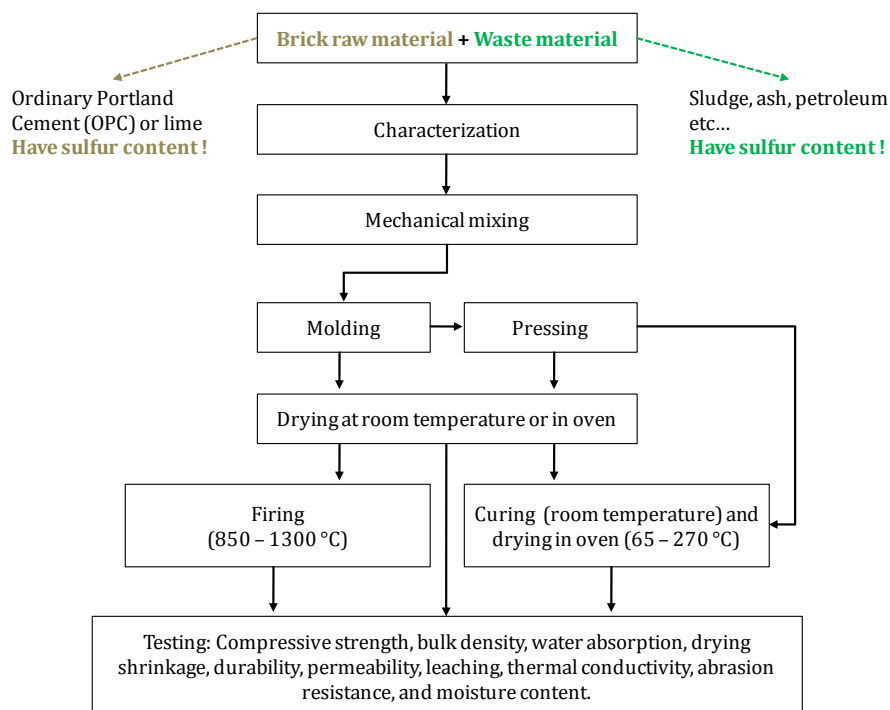 Brick raw material + Waste material
Ordinary Portland
Cement (OPC) or lime
Have sulfur content !
Sludge, ash, petroleum
etc…
Have sulfur content !
Characterization
Mechanical mixing
Molding
Pressing
Drying at room temperature or in oven
Firing
(850 – 1300 °C)
Curing (room temperature) and
drying in oven (65 – 270 °C)
Testing: Compressive strength, bulk density, water absorption, drying
shrinkage, durability, permeability, leaching, thermal conductivity, abrasion
resistance, and moisture content.